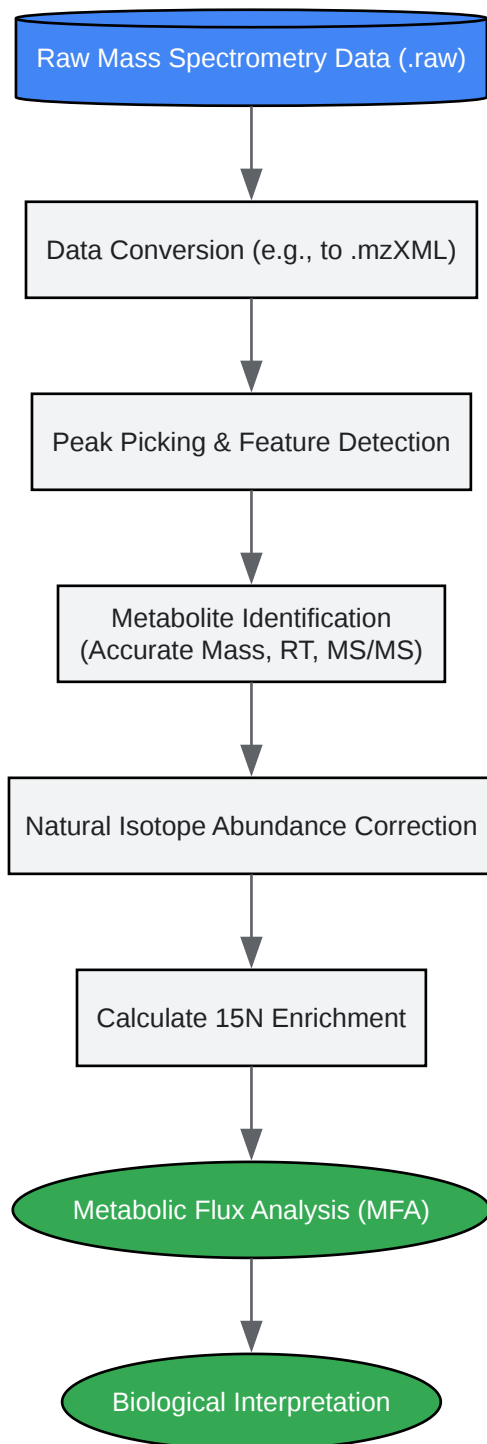 Raw Mass Spectrometry Data (.raw)
Data Conversion (e.g., to .mzXML)
Peak Picking & Feature Detection
Metabolite Identification
(Accurate Mass, RT, MS/MS)
Natural Isotope Abundance Correction
Calculate 15N Enrichment
Metabolic Flux Analysis (MFA)
Biological Interpretation